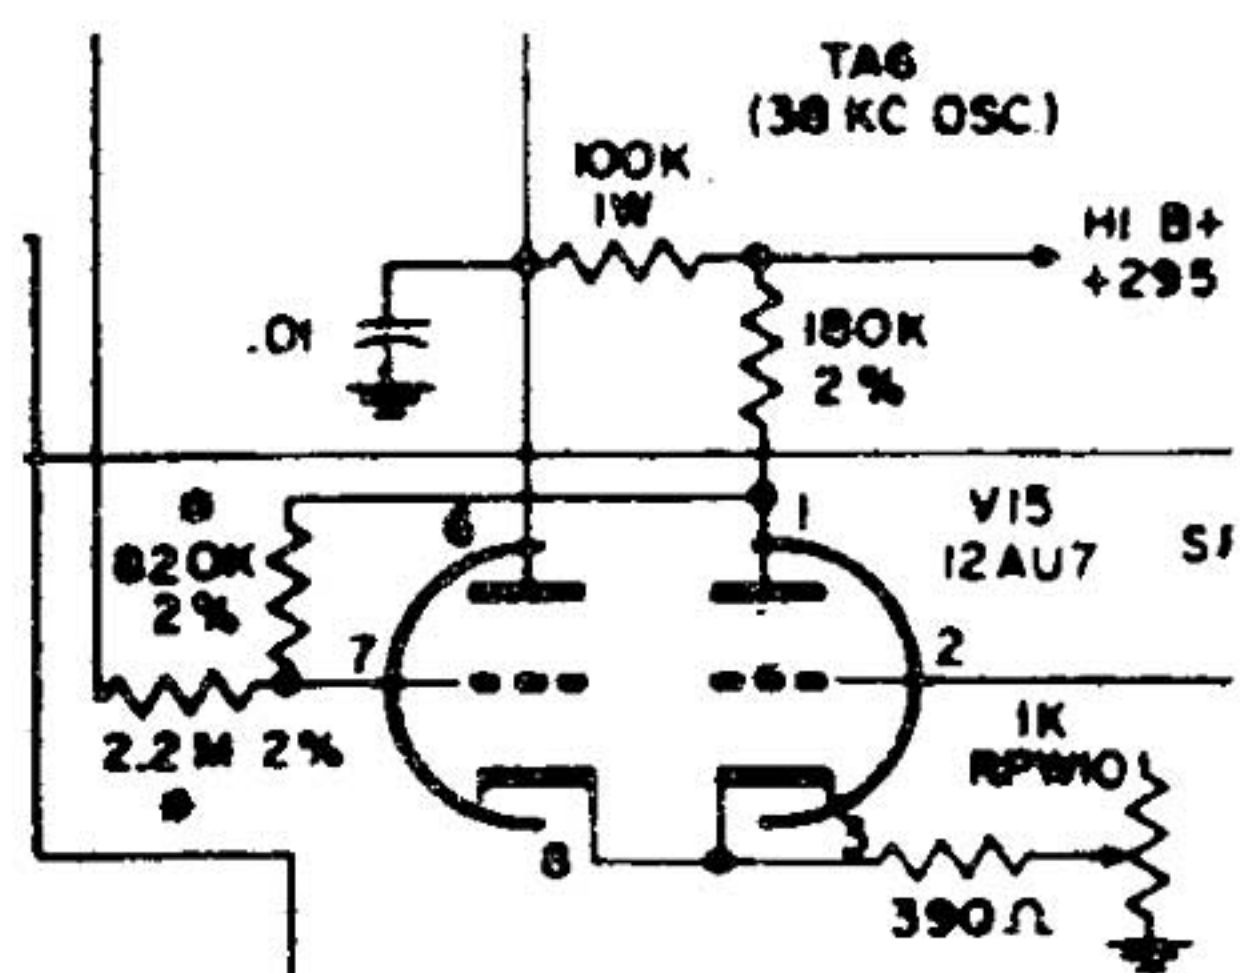 TA6
(38 KC OSC.)
100K
1W
HI B+
+295
.01
180K
2%
6
1
V15
12AU7
820K
2%
7
2
2.2M 2%
1K
RPW10
8
390Ω